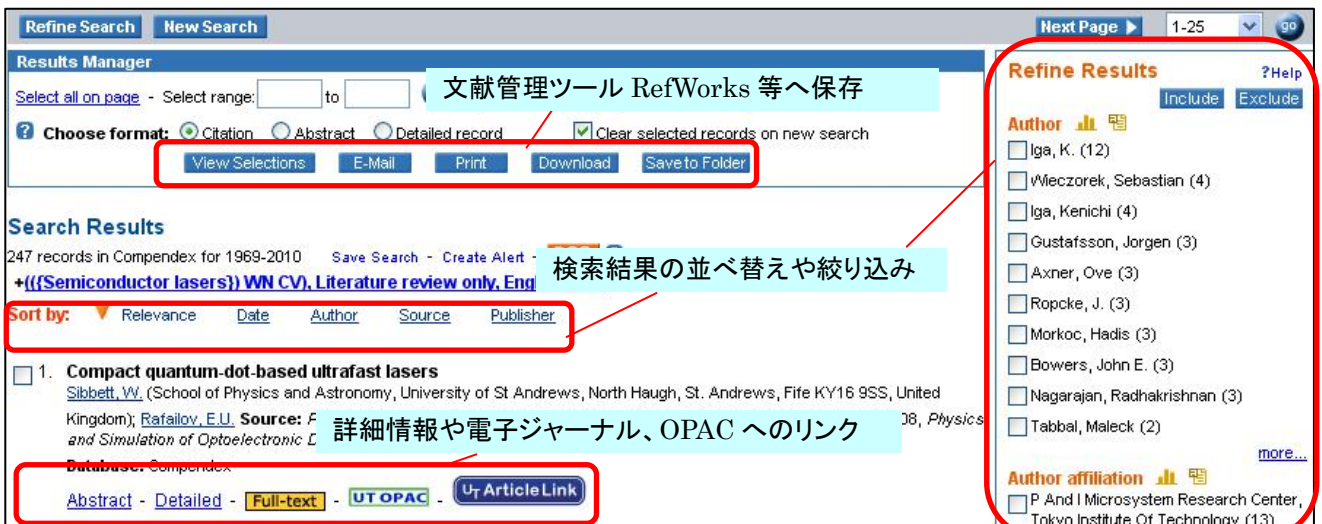 Refine Search New Search Next Page 1-25 go
Results Manager
Select all on page - Select range: to
文献管理ツール RefWorks 等へ保存
? Choose format: Citation Abstract Detailed record Clear selected records on new search
View Selections E-Mail Print Download Save to Folder
Search Results
247 records in Compendex for 1969-2010 Save Search - Create Alert -
検索結果の並べ替えや絞り込み
+(({Semiconductor lasers}) WN CV), Literature review only, Engl
Sort by: Relevance Date Author Source Publisher
1. Compact quantum-dot-based ultrafast lasers
Sibbett, W. (School of Physics and Astronomy, University of St Andrews, North Haugh, St. Andrews, Fife KY16 9SS, United
Kingdom); Rafailov, E.U. Source: 08, Physics
and Simulation of Optoelectronic
詳細情報や電子ジャーナル、OPAC へのリンク
Database: Compendex
Abstract - Detailed - Full-text - UT OPAC - UT Article Link
Refine Results ?Help
Include Exclude
Author
Iga, K. (12)
Wieczorek, Sebastian (4)
Iga, Kenichi (4)
Gustafsson, Jorgen (3)
Axner, Ove (3)
Ropcke, J. (3)
Morkoc, Hadis (3)
Bowers, John E. (3)
Nagarajan, Radhakrishnan (3)
Tabbal, Maleck (2)
more...
Author affiliation
P And I Microsystem Research Center,
Tokyo Institute Of Technology (13)